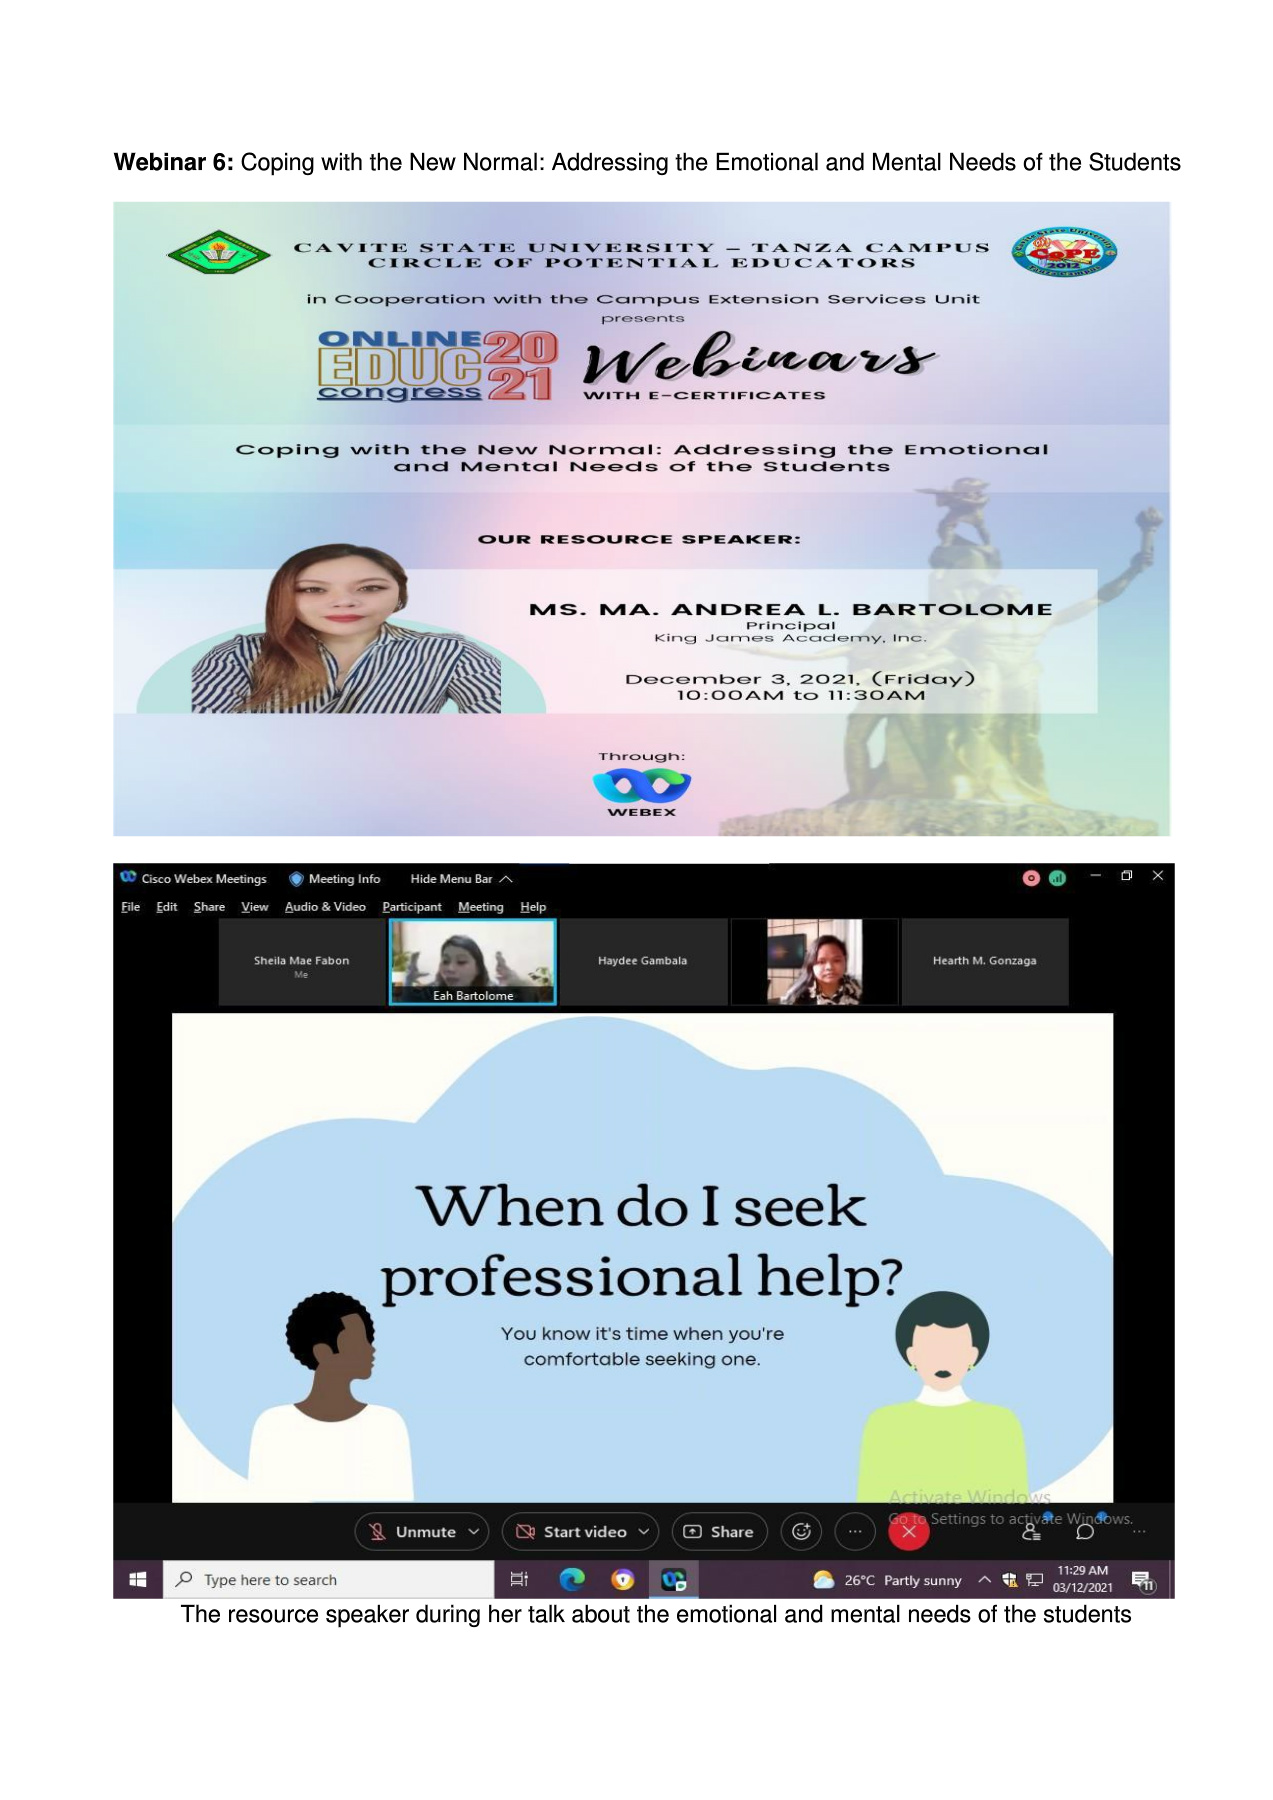 Webinar 6: Coping with the New Normal: Addressing the Emotional and Mental Needs of the Students
CAVITE STATE UNIVERSITY – TANZA CAMPUS
CIRCLE OF POTENTIAL EDUCATORS
in Cooperation with the Campus Extension Services Unit
presents
ONLINE
EDUC
congress
20
21
Webinars
WITH E-CERTIFICATES
CoPE
2012
Coping with the New Normal: Addressing the Emotional
and Mental Needs of the Students
OUR RESOURCE SPEAKER:
MS. MA. ANDREA L. BARTOLOME
Principal
King James Academy, Inc.
December 3, 2021, (Friday)
10:00AM to 11:30AM
Through:
WEBEX
Cisco Webex Meetings Meeting Info Hide Menu Bar
File Edit Share View Audio & Video Participant Meeting Help
Sheila Mae Fabon
Me
Eah Bartolome
Haydee Gambala
Hearth M. Gonzaga
When do I seek
professional help?
You know it's time when you're
comfortable seeking one.
Activate Windows
Go to Settings to activate Windows.
Unmute Start video Share
Type here to search
26°C Partly sunny
11:29 AM
03/12/2021
11
The resource speaker during her talk about the emotional and mental needs of the students